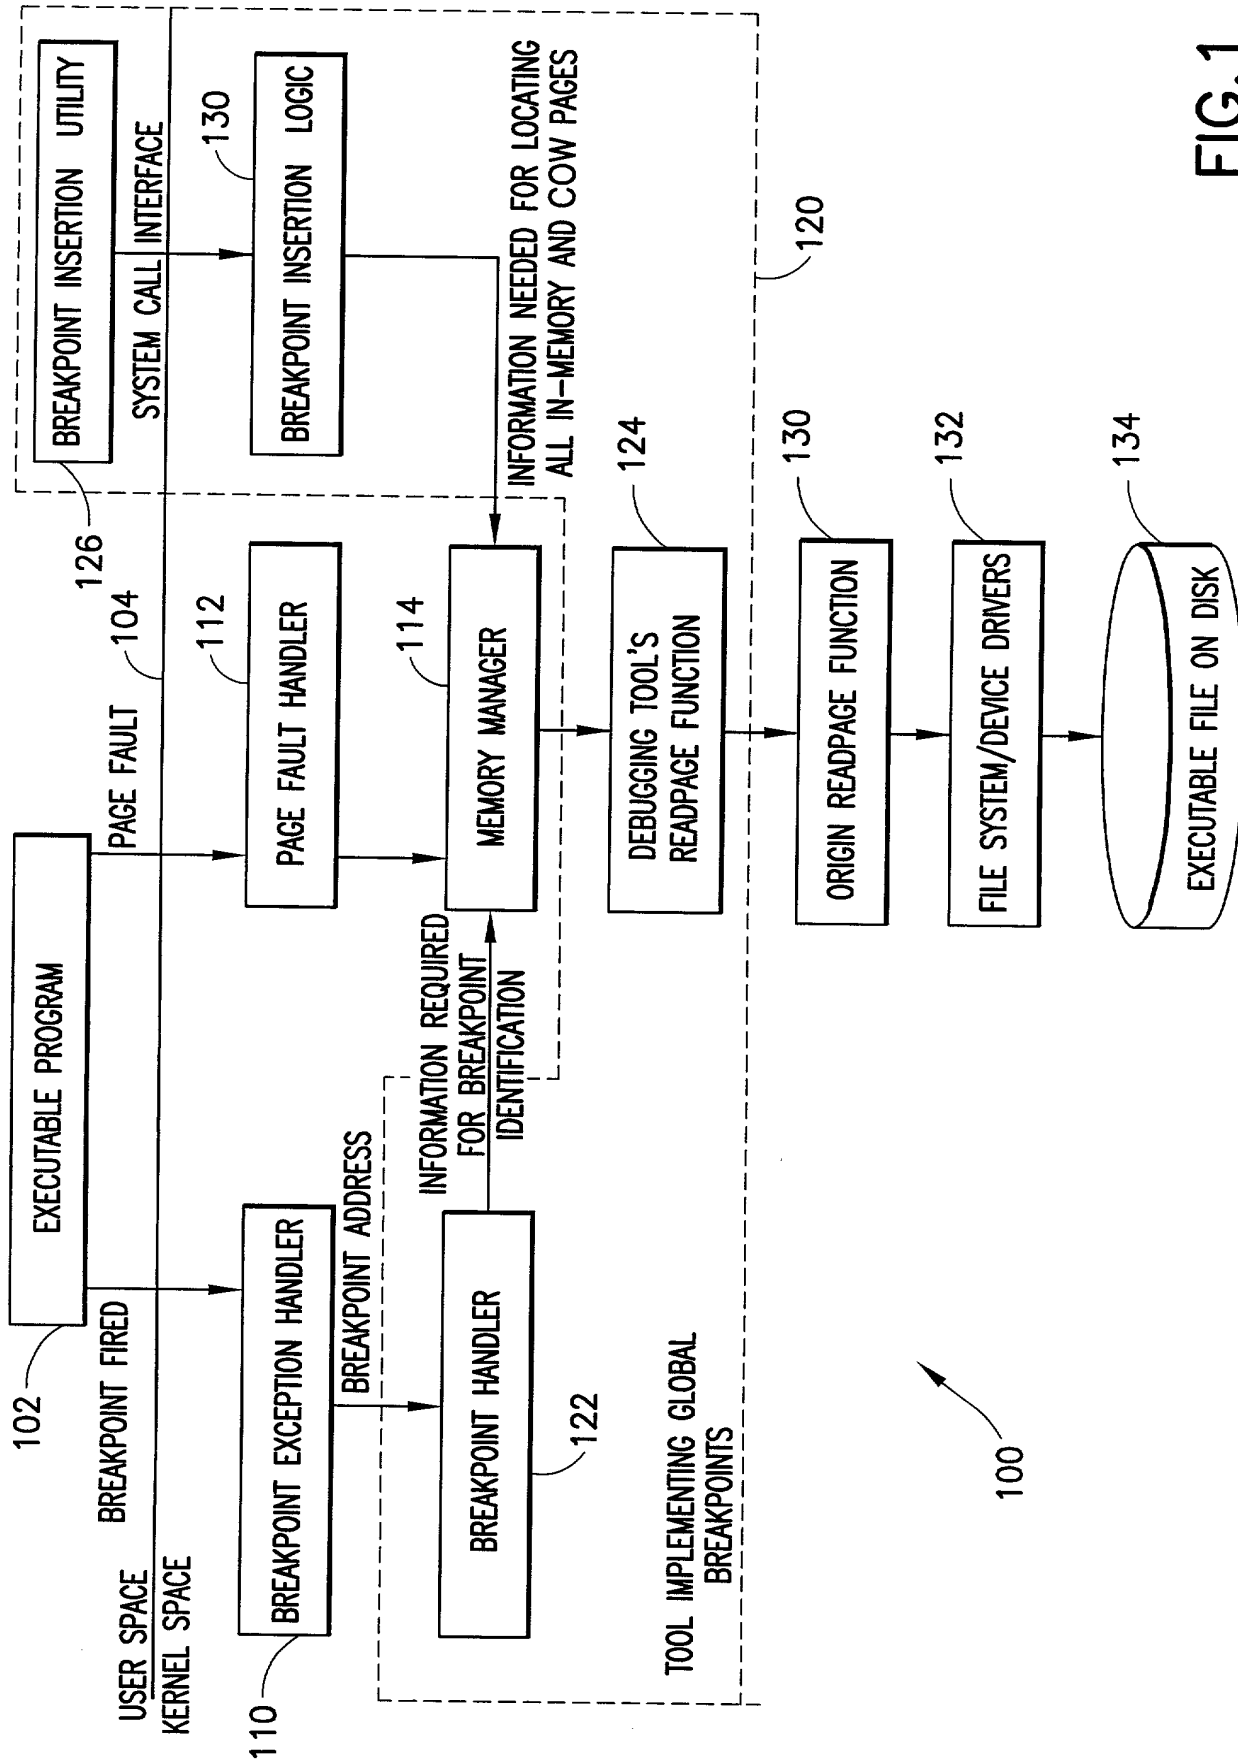 102
EXECUTABLE PROGRAM
126
BREAKPOINT INSERTION UTILITY
BREAKPOINT FIRED
PAGE FAULT
SYSTEM CALL INTERFACE
USER SPACE
KERNEL SPACE
104
110
BREAKPOINT EXCEPTION HANDLER
112
PAGE FAULT HANDLER
130
BREAKPOINT INSERTION LOGIC
BREAKPOINT ADDRESS
INFORMATION REQUIRED
FOR BREAKPOINT
IDENTIFICATION
114
MEMORY MANAGER
INFORMATION NEEDED FOR LOCATING
ALL IN-MEMORY AND COW PAGES
BREAKPOINT HANDLER
122
DEBUGGING TOOL'S
READPAGE FUNCTION
124
TOOL IMPLEMENTING GLOBAL
BREAKPOINTS
120
ORIGIN READPAGE FUNCTION
130
FILE SYSTEM/DEVICE DRIVERS
132
EXECUTABLE FILE ON DISK
134
100
FIG.1